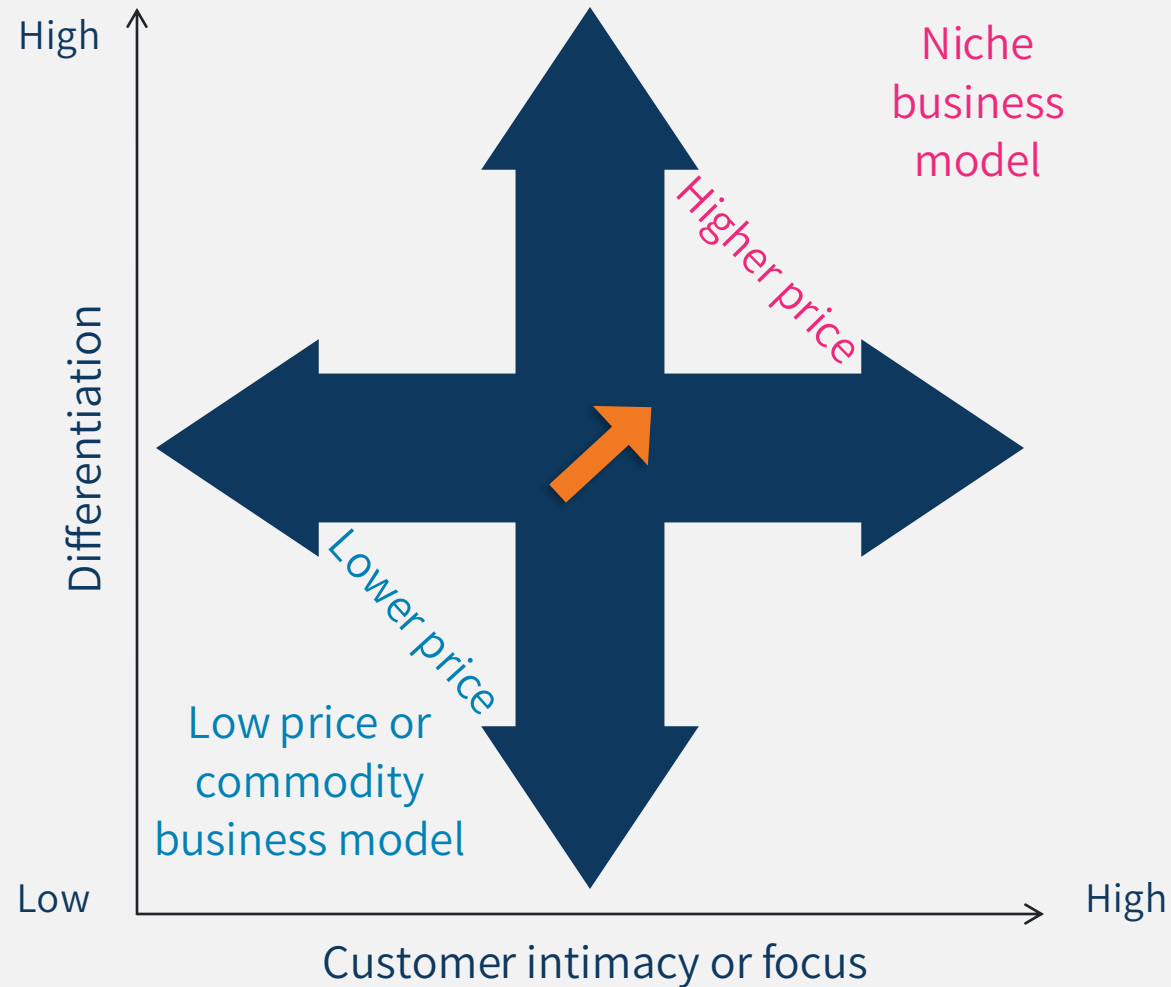 High
Niche
business
model
Higher price
Differentiation
Lower price
Low price or
commodity
business model
Low
High
Customer intimacy or focus